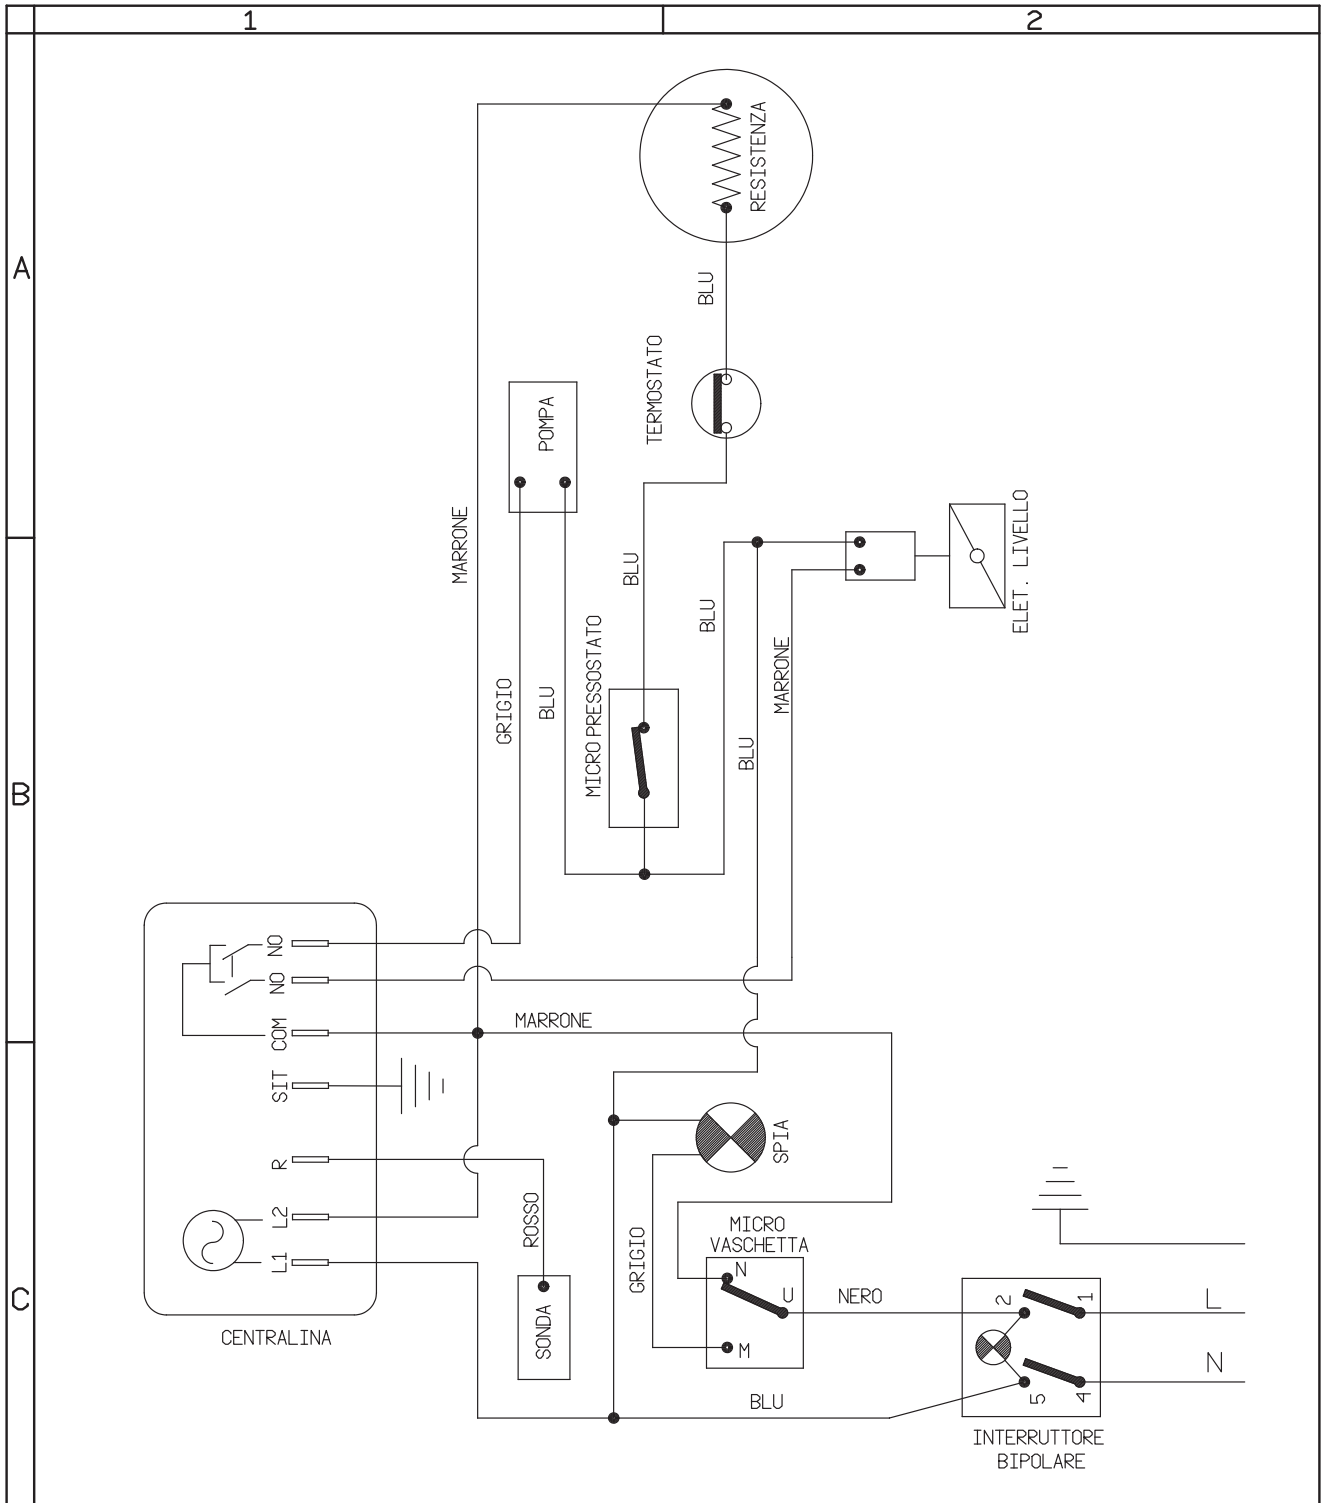 1
2
A
B
C
RESISTENZA
BLU
TERMOSTATO
POMPA
MARRONE
BLU
ELET. LIVELLO
BLU
MICRO PRESSOSTATO
MARRONE
GRIGIO
BLU
BLU
NO
NO
COM
SIT
R
L2
L1
CENTRALINA
MARRONE
SPIA
ROSSO
SONDA
GRIGIO
MICRO
VASCHETTA
N
U
M
NERO
BLU
2
1
5
4
L
N
INTERRUTTORE
BIPOLARE